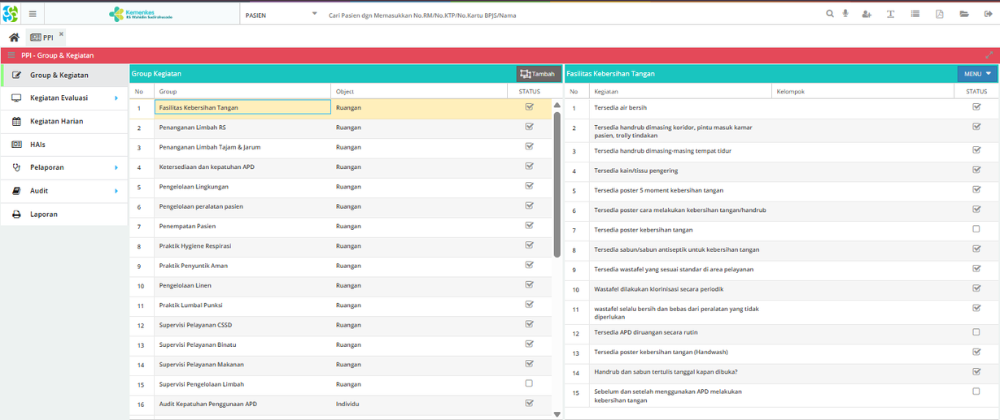 Kemenkes
RS Wahidin Sudirohusodo
PASIEN
Cari Pasien dgn Memasukkan No.RM/No.KTP/No.Kartu BPJS/Nama
PPI
PPI - Group & Kegiatan
Group & Kegiatan
Kegiatan Evaluasi
Kegiatan Harian
HAIs
Pelaporan
Audit
Laporan
Group Kegiatan
Tambah
No Group Object STATUS
1 Fasilitas Kebersihan Tangan Ruangan
2 Penanganan Limbah RS Ruangan
3 Penanganan Limbah Tajam & Jarum Ruangan
4 Ketersediaan dan kepatuhan APD Ruangan
5 Pengelolaan Lingkungan Ruangan
6 Pengelolaan peralatan pasien Ruangan
7 Penempatan Pasien Ruangan
8 Praktik Hygiene Respirasi Ruangan
9 Praktik Penyuntik Aman Ruangan
10 Pengelolaan Linen Ruangan
11 Praktik Lumbal Punksi Ruangan
12 Supervisi Pelayanan CSSD Ruangan
13 Supervisi Pelayanan Binatu Ruangan
14 Supervisi Pelayanan Makanan Ruangan
15 Supervisi Pengelolaan Limbah Ruangan
16 Audit Kepatuhan Penggunaan APD Individu
Fasilitas Kebersihan Tangan
MENU
No Kegiatan Kelompok STATUS
1 Tersedia air bersih
2 Tersedia handrub dimasing koridor, pintu masuk kamar
pasien, trolly tindakan
3 Tersedia handrub dimasing-masing tempat tidur
4 Tersedia kain/tissu pengering
5 Tersedia poster 5 moment kebersihan tangan
6 Tersedia poster cara melakukan kebersihan tangan/handrub
7 Tersedia poster kebersihan tangan
8 Tersedia sabun/sabun antiseptik untuk kebersihan tangan
9 Tersedia wastafel yang sesuai standar di area pelayanan
10 Wastafel dilakukan klorinisasi secara periodik
11 wastafel selalu bersih dan bebas dari peralatan yang tidak
diperlukan
12 Tersedia APD diruangan secara rutin
13 Tersedia poster kebersihan tangan (Handwash)
14 Handrub dan sabun tertulis tanggal kapan dibuka?
15 Sebelum dan setelah menggunakan APD melakukan
kebersihan tangan